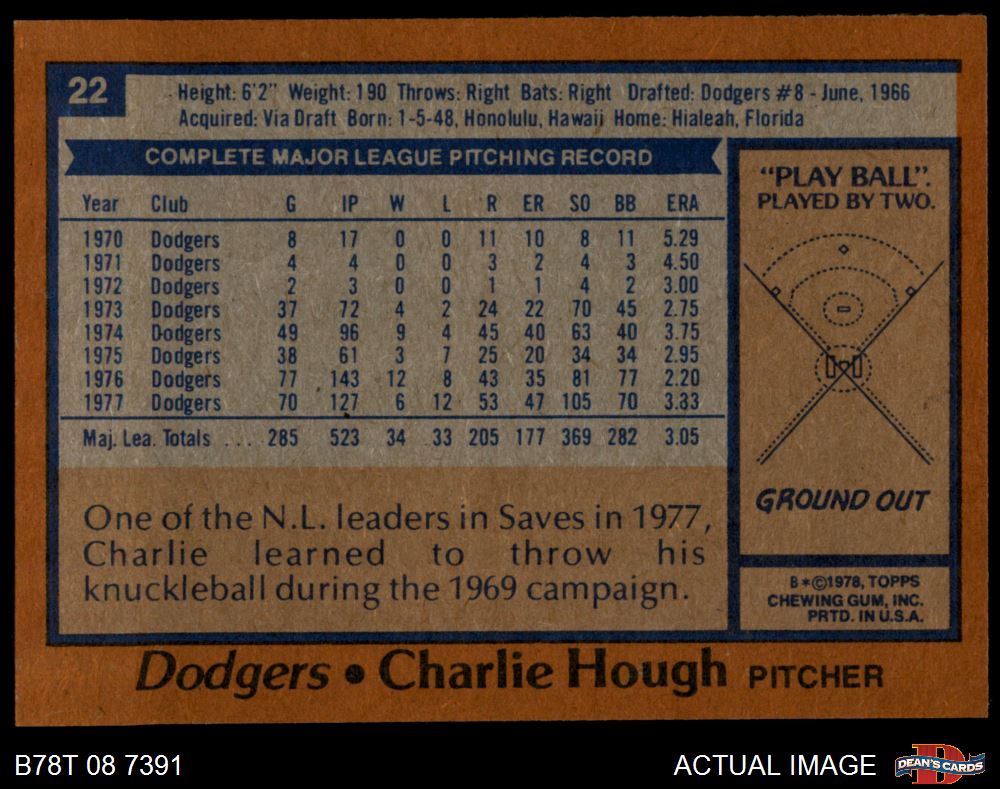 22
Height: 6'2" Weight: 190 Throws: Right Bats: Right Drafted: Dodgers #8 - June, 1966
Acquired: Via Draft Born: 1-5-48, Honolulu, Hawaii Home: Hialeah, Florida
COMPLETE MAJOR LEAGUE PITCHING RECORD
Year Club G IP W L R ER SO BB ERA
1970 Dodgers 8 17 0 0 11 10 8 11 5.29
1971 Dodgers 4 4 0 0 3 2 4 3 4.50
1972 Dodgers 2 3 0 0 1 1 4 2 3.00
1973 Dodgers 37 72 4 2 24 22 70 45 2.75
1974 Dodgers 49 96 9 4 45 40 63 40 3.75
1975 Dodgers 38 61 3 7 25 20 34 34 2.95
1976 Dodgers 77 143 12 8 43 35 81 77 2.20
1977 Dodgers 70 127 6 12 53 47 105 70 3.33
Maj. Lea. Totals ... 285 523 34 33 205 177 369 282 3.05
One of the N.L. leaders in Saves in 1977,
Charlie learned to throw his
knuckleball during the 1969 campaign.
"PLAY BALL".
PLAYED BY TWO.
GROUND OUT
B*©1978, TOPPS
CHEWING GUM, INC.
PRTD. IN U.S.A.
Dodgers • Charlie Hough PITCHER
B78T 08 7391
ACTUAL IMAGE
D
DEAN'S CARDS